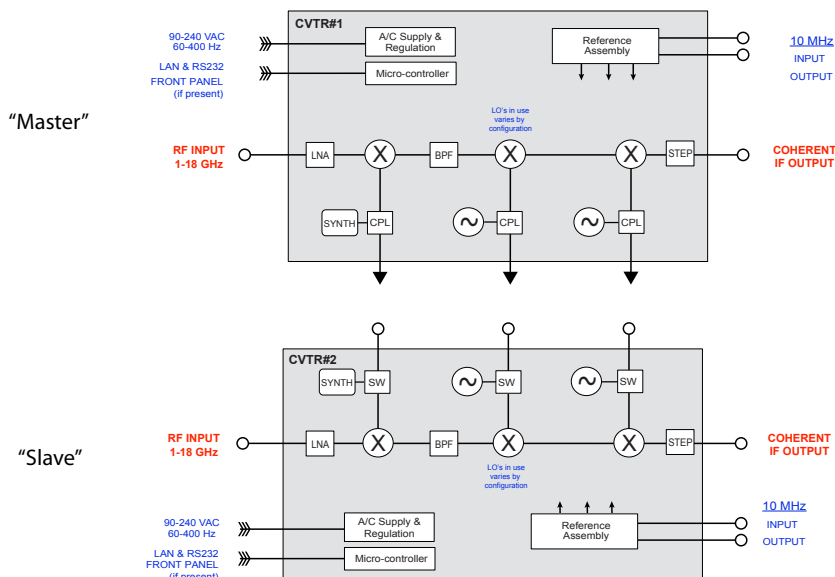 CVTR#1
90-240 VAC
60-400 Hz
A/C Supply &
Regulation
Reference
Assembly
10 MHz
INPUT
OUTPUT
LAN & RS232
FRONT PANEL
(if present)
Micro-controller
"Master"
LO's in use
varies by
configuration
RF INPUT
1-18 GHz
LNA
X
BPF
X
X
STEP
COHERENT
IF OUTPUT
SYNTH
CPL
CPL
CPL
CVTR#2
SYNTH
SW
SW
SW
"Slave"
RF INPUT
1-18 GHz
LNA
X
BPF
X
X
STEP
COHERENT
IF OUTPUT
LO's in use
varies by
configuration
90-240 VAC
60-400 Hz
A/C Supply &
Regulation
Reference
Assembly
10 MHz
INPUT
OUTPUT
LAN & RS232
FRONT PANEL
(if present)
Micro-controller